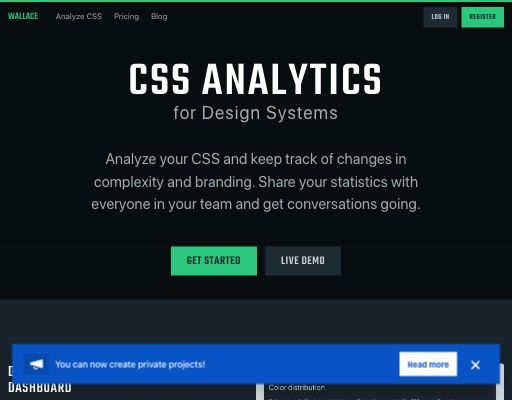 WALLACE
Analyze CSS
Pricing
Blog
LOG IN
REGISTER
CSS ANALYTICS
for Design Systems
Analyze your CSS and keep track of changes in
complexity and branding. Share your statistics with
everyone in your team and get conversations going.
GET STARTED
LIVE DEMO
You can now create private projects!
Read more
DASHBOARD
Color distribution